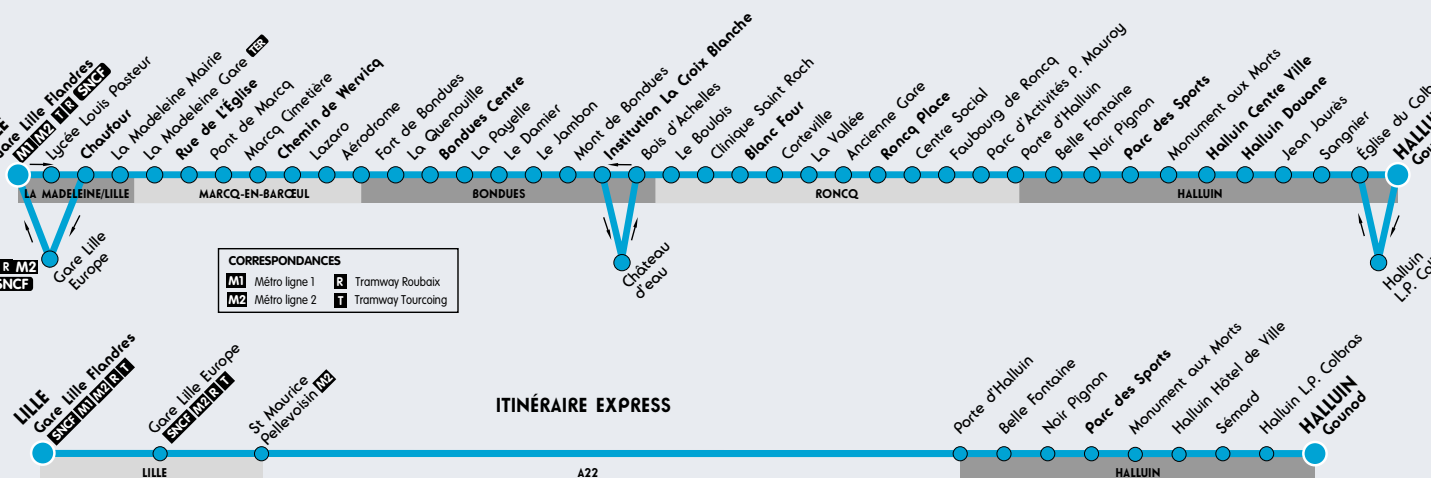 Gare Lille Flandres
M1 M2 T R SNCF
Lycée Louis Pasteur
Chaufour
La Madeleine Mairie
La Madeleine Gare TER
Rue de L'Église
Pont de Marcq
Marcq Cimetière
Chemin de Wervicq
Lazaro
Aérodrome
Fort de Bondues
La Quenouille
Bondues Centre
La Payelle
Le Damier
Le Jambon
Mont de Bondues
Institution La Croix Blanche
Bois d'Achelles
Le Boulois
Clinique Saint Roch
Blanc Four
Corteville
La Vallée
Ancienne Gare
Roncq Place
Centre Social
Faubourg de Roncq
Parc d'Activités P. Mauroy
Porte d'Halluin
Belle Fontaine
Noir Pignon
Parc des Sports
Monument aux Morts
Halluin Centre Ville
Halluin Douane
Jean Jaurès
Sangnier
Eglise du
LA MADELEINE/LILLE
MARCQ-EN-BARŒUL
BONDUES
RONCQ
HALLUIN
R M2
SNCF
Gare Lille
Europe
Château
d'eau
Halluin
L.P.
CORRESPONDANCES
M1 Métro ligne 1
R Tramway Roubaix
M2 Métro ligne 2
T Tramway Tourcoing
ITINÉRAIRE EXPRESS
LILLE
Gare Lille Flandres
SNCF M1 M2 R T
Gare Lille Europe
SNCF M2 R T
St Maurice
Pellevoisin M2
Porte d'Halluin
Belle Fontaine
Noir Pignon
Parc des Sports
Monument aux Morts
Halluin Hôtel de Ville
Sémard
Halluin L.P. Colbras
HALLUIN
Gounod
LILLE
A22
HALLUIN